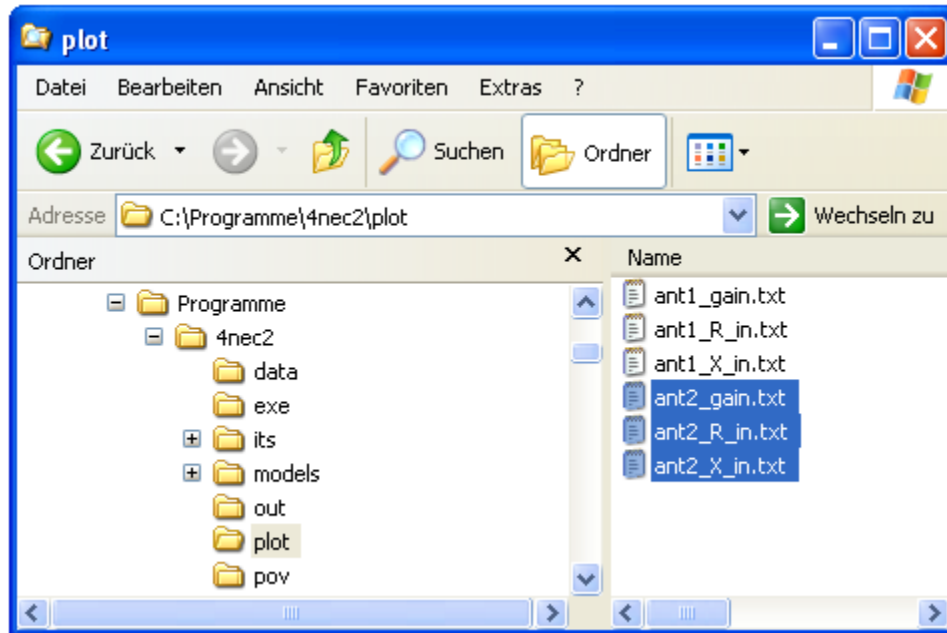 plot
Datei Bearbeiten Ansicht Favoriten Extras ?
Zurück Suchen Ordner
Adresse C:\Programme\4nec2\plot Wechseln zu
Ordner
Programme
4nec2
data
exe
its
models
out
plot
pov
Name
ant1_gain.txt
ant1_R_in.txt
ant1_X_in.txt
ant2_gain.txt
ant2_R_in.txt
ant2_X_in.txt